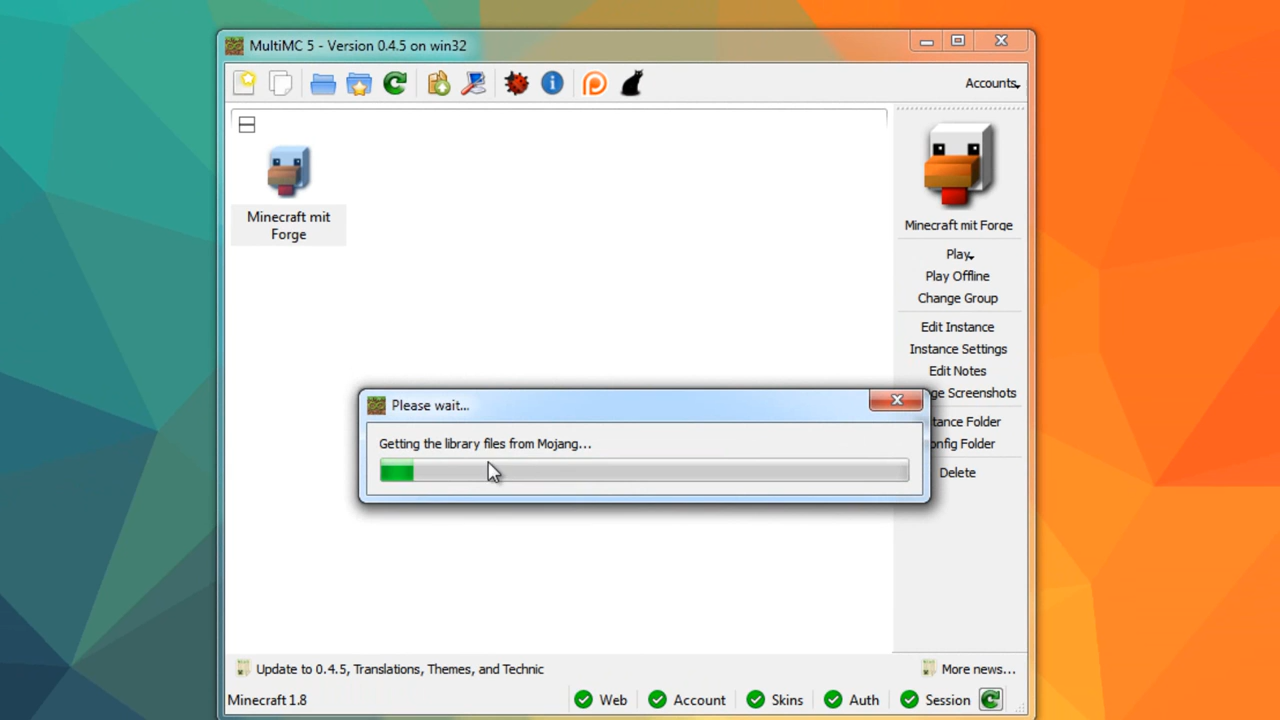 MultiMC 5 - Version 0.4.5 on win32
Accounts
Minecraft mit
Forge
Minecraft mit Forge
Play
Play Offline
Change Group
Edit Instance
Instance Settings
Edit Notes
ge Screenshots
tance Folder
onfig Folder
Delete
Please wait...
Getting the library files from Mojang...
Update to 0.4.5, Translations, Themes, and Technic
More news...
Minecraft 1.8
Web
Account
Skins
Auth
Session